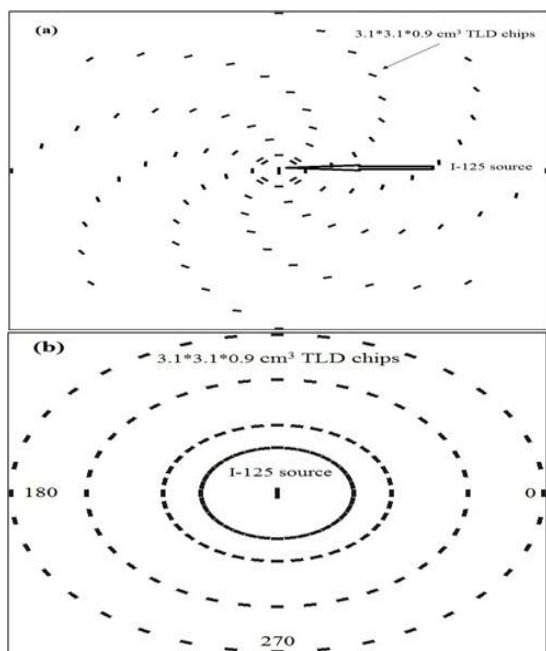 (a)
3.1*3.1*0.9 cm³ TLD chips
I-125 source
(b)
3.1*3.1*0.9 cm³ TLD chips
I-125 source
180
0
270